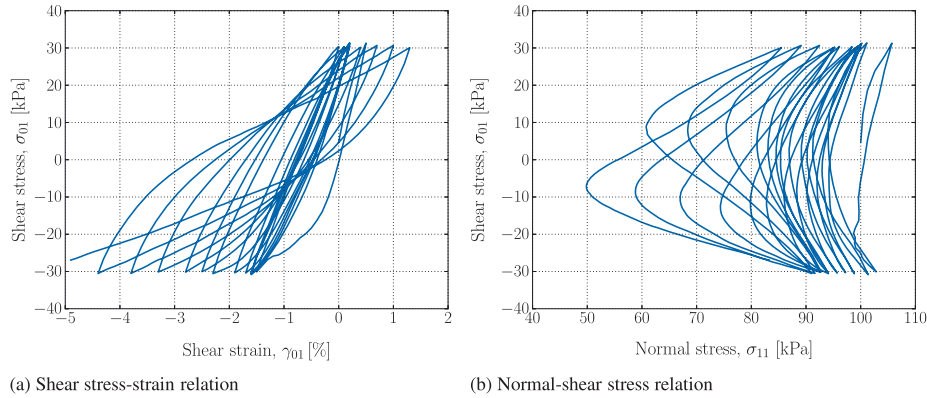 40
30
20
10
0
−10
−20
−30
−40
Shear stress, σ01 [kPa]
−5 −4 −3 −2 −1 0 1 2
Shear strain, γ01 [%]
(a) Shear stress-strain relation
40
30
20
10
0
−10
−20
−30
−40
Shear stress, σ01 [kPa]
40 50 60 70 80 90 100 110
Normal stress, σ11 [kPa]
(b) Normal-shear stress relation